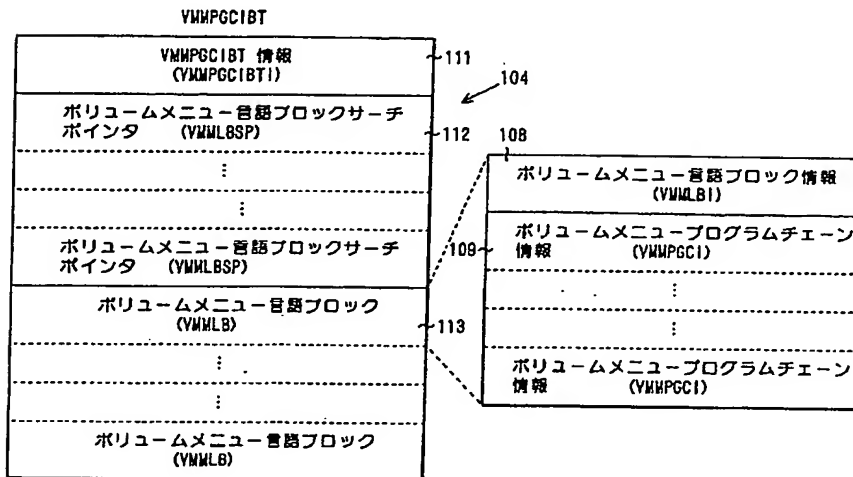 VMMPGCIBT
VMMPGCIBT 情報
(VMMPGCIBTI)
111
104
ボリュームメニュー言語ブロックサーチ
ポインタ (VMMLBSP)
112
ボリュームメニュー言語ブロックサーチ
ポインタ (VMMLBSP)
ボリュームメニュー言語ブロック
(VMMLB)
113
ボリュームメニュー言語ブロック
(VMMLB)
108
ボリュームメニュー言語ブロック情報
(VMMLBI)
109
ボリュームメニュープログラムチェーン
情報 (VMMPGCI)
ボリュームメニュープログラムチェーン
情報 (VMMPGCI)